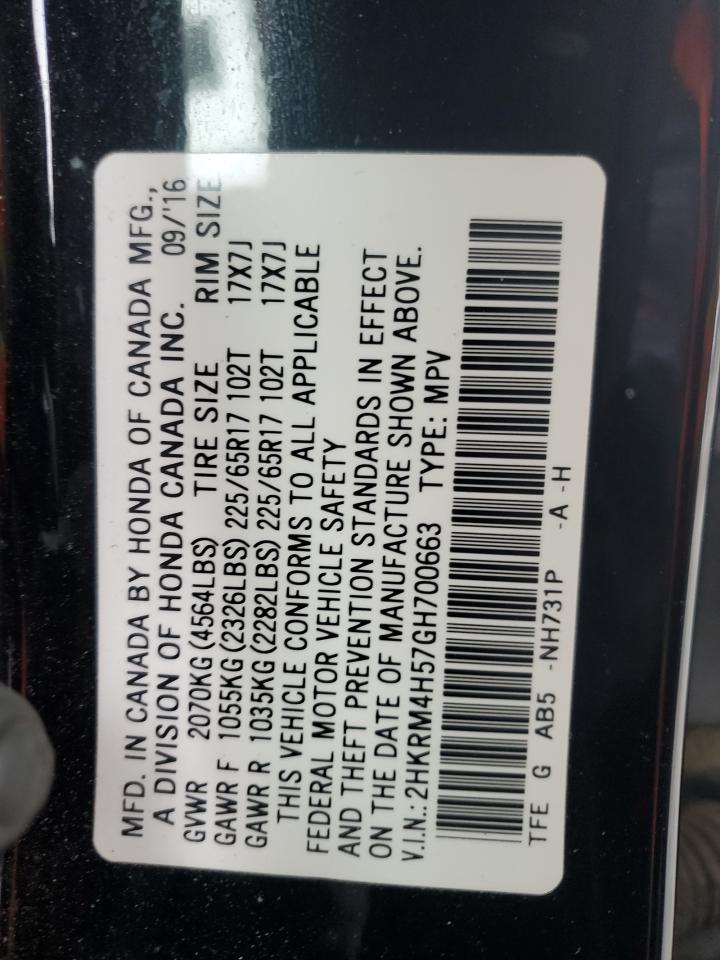 MFD. IN CANADA BY HONDA OF CANADA MFG.,
A DIVISION OF HONDA CANADA INC. 09/'16
GVWR 2070KG(4564LBS) TIRE SIZE RIM SIZE
GAWR F 1055KG(2326LBS) 225/65R17 102T 17X7J
GAWR R 1035KG(2282LBS) 225/65R17 102T 17X7J
THIS VEHICLE CONFORMS TO ALL APPLICABLE
FEDERAL MOTOR VEHICLE SAFETY
AND THEFT PREVENTION STANDARDS IN EFFECT
ON THE DATE OF MANUFACTURE SHOWN ABOVE.
V.I.N.: 2HKRM4H57GH700663 TYPE: MPV
TFE G AB5 -NH731P -A -H